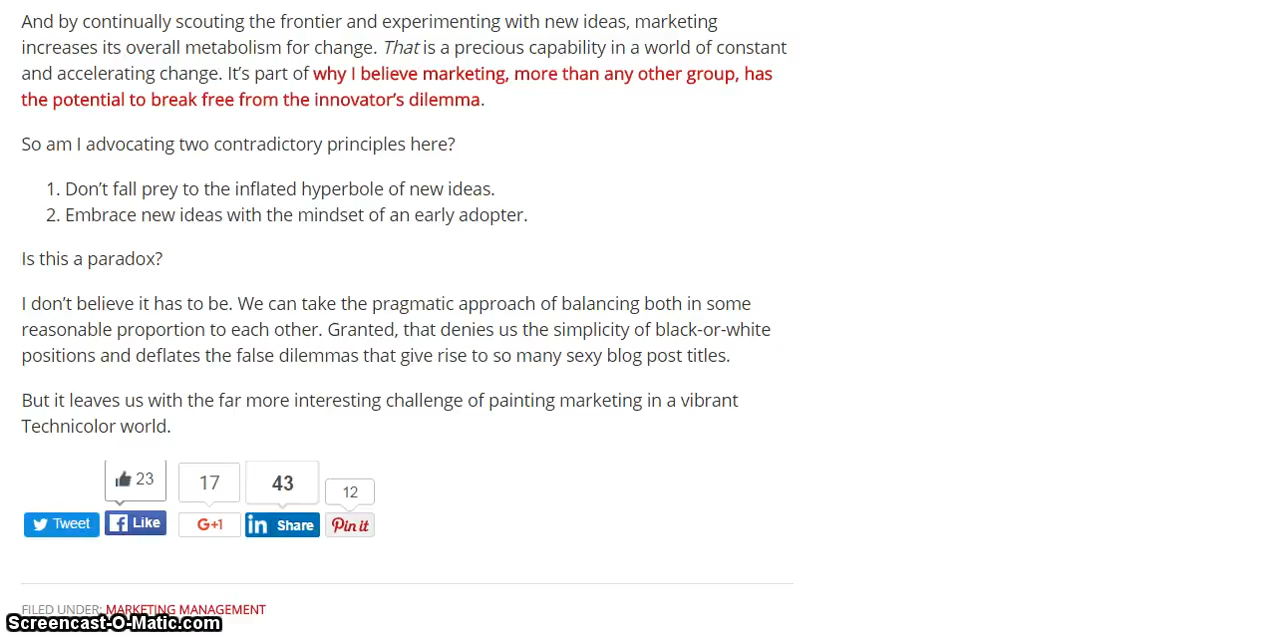 And by continually scouting the frontier and experimenting with new ideas, marketing
increases its overall metabolism for change. That is a precious capability in a world of constant
and accelerating change. It’s part of why I believe marketing, more than any other group, has
the potential to break free from the innovator’s dilemma.
So am I advocating two contradictory principles here?
1. Don’t fall prey to the inflated hyperbole of new ideas.
2. Embrace new ideas with the mindset of an early adopter.
Is this a paradox?
I don’t believe it has to be. We can take the pragmatic approach of balancing both in some
reasonable proportion to each other. Granted, that denies us the simplicity of black-or-white
positions and deflates the false dilemmas that give rise to so many sexy blog post titles.
But it leaves us with the far more interesting challenge of painting marketing in a vibrant
Technicolor world.
23 17 43 12
Tweet f Like G+1 in Share Pin it
FILED UNDER: MARKETING MANAGEMENT
Screencast-O-Matic.com